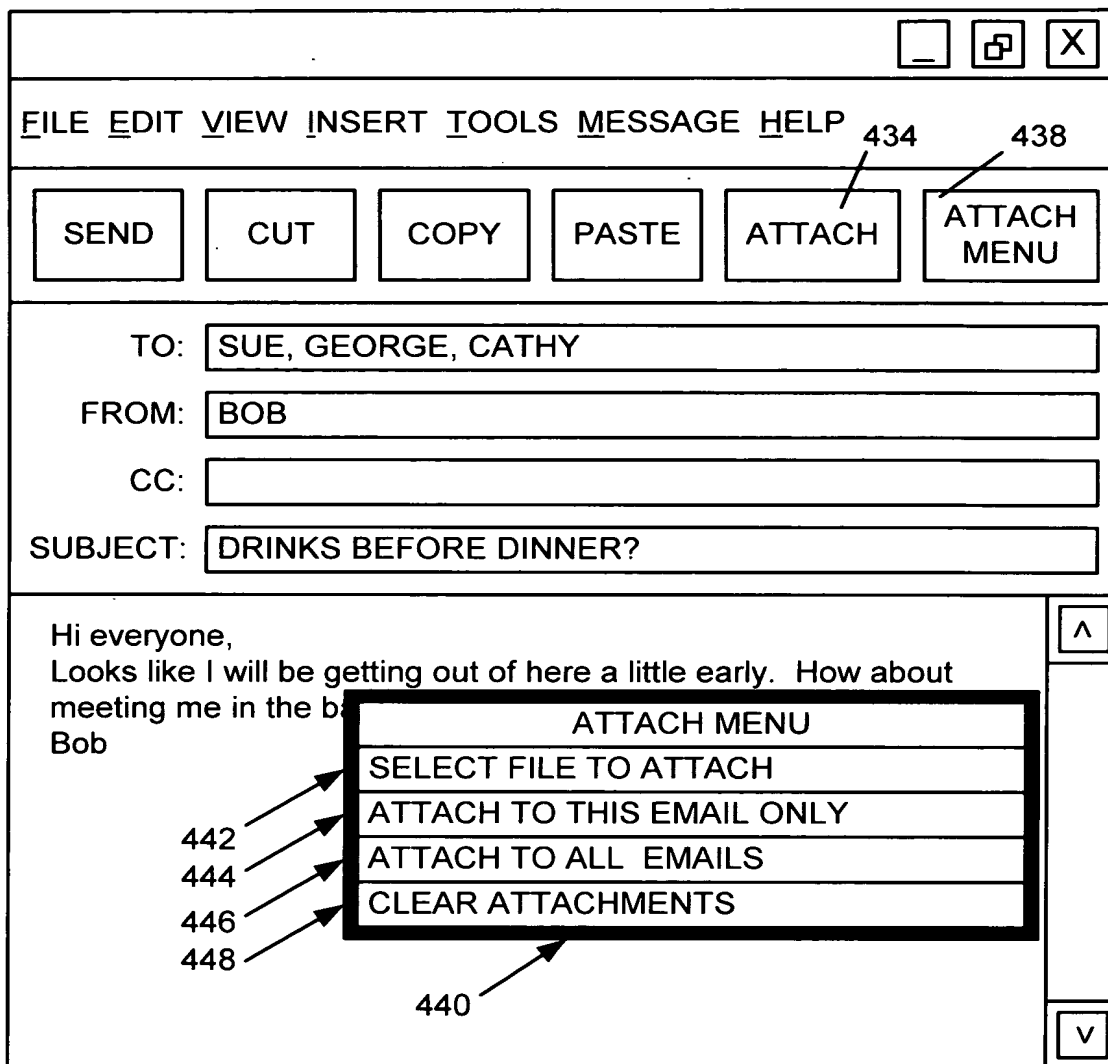 _ X
FILE EDIT VIEW INSERT TOOLS MESSAGE HELP
434 438
SEND CUT COPY PASTE ATTACH ATTACH MENU
TO: SUE, GEORGE, CATHY
FROM: BOB
CC:
SUBJECT: DRINKS BEFORE DINNER?
Hi everyone,
Looks like I will be getting out of here a little early. How about
meeting me in the
Bob
ATTACH MENU
442 SELECT FILE TO ATTACH
444 ATTACH TO THIS EMAIL ONLY
446 ATTACH TO ALL EMAILS
448 CLEAR ATTACHMENTS
440